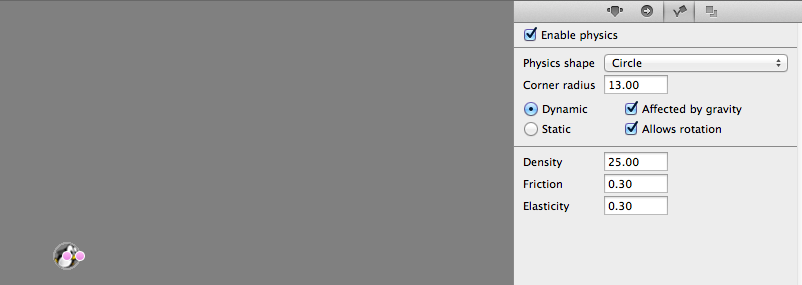 Enable physics
Physics shape Circle
Corner radius 13.00
Dynamic Affected by gravity
Static Allows rotation
Density 25.00
Friction 0.30
Elasticity 0.30